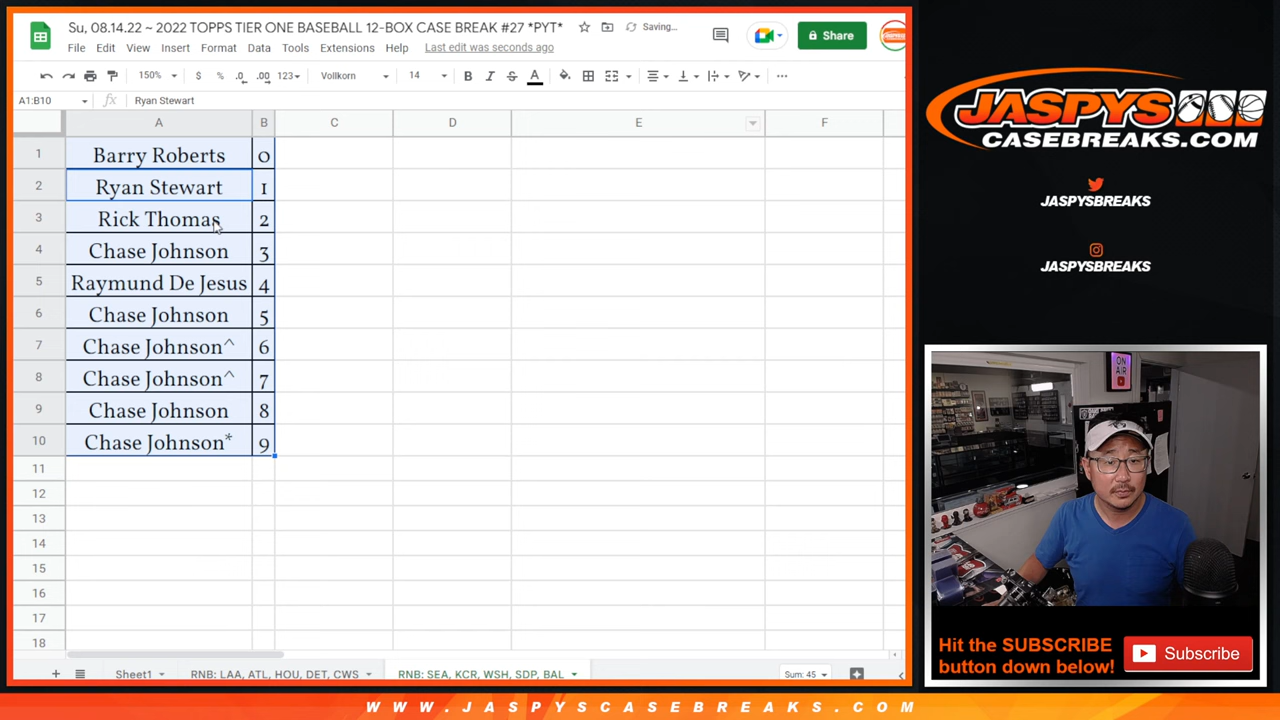 Su, 08.14.22 ~ 2022 TOPPS TIER ONE BASEBALL 12-BOX CASE BREAK #27 *PYT*
Saving...
File Edit View Insert Format Data Tools Extensions Help Last edit was seconds ago
Share
150% $ % .0 .00 123 Vollkorn 14 B I S A
A1:B10 fx Ryan Stewart
A B C D E F
1 Barry Roberts 0
2 Ryan Stewart 1
3 Rick Thomas 2
4 Chase Johnson 3
5 Raymund De Jesus 4
6 Chase Johnson 5
7 Chase Johnson^ 6
8 Chase Johnson^ 7
9 Chase Johnson 8
10 Chase Johnson* 9
11
12
13
14
15
16
17
18
Sheet1 RNB: LAA, ATL, HOU, DET, CWS RNB: SEA, KCR, WSH, SDP, BAL Sum: 45
JASPYS
CASEBREAKS.COM
JASPYSBREAKS
JASPYSBREAKS
ON
AIR
Hit the SUBSCRIBE
button down below!
Subscribe
WWW.JASPYSCASEBREAKS.COM